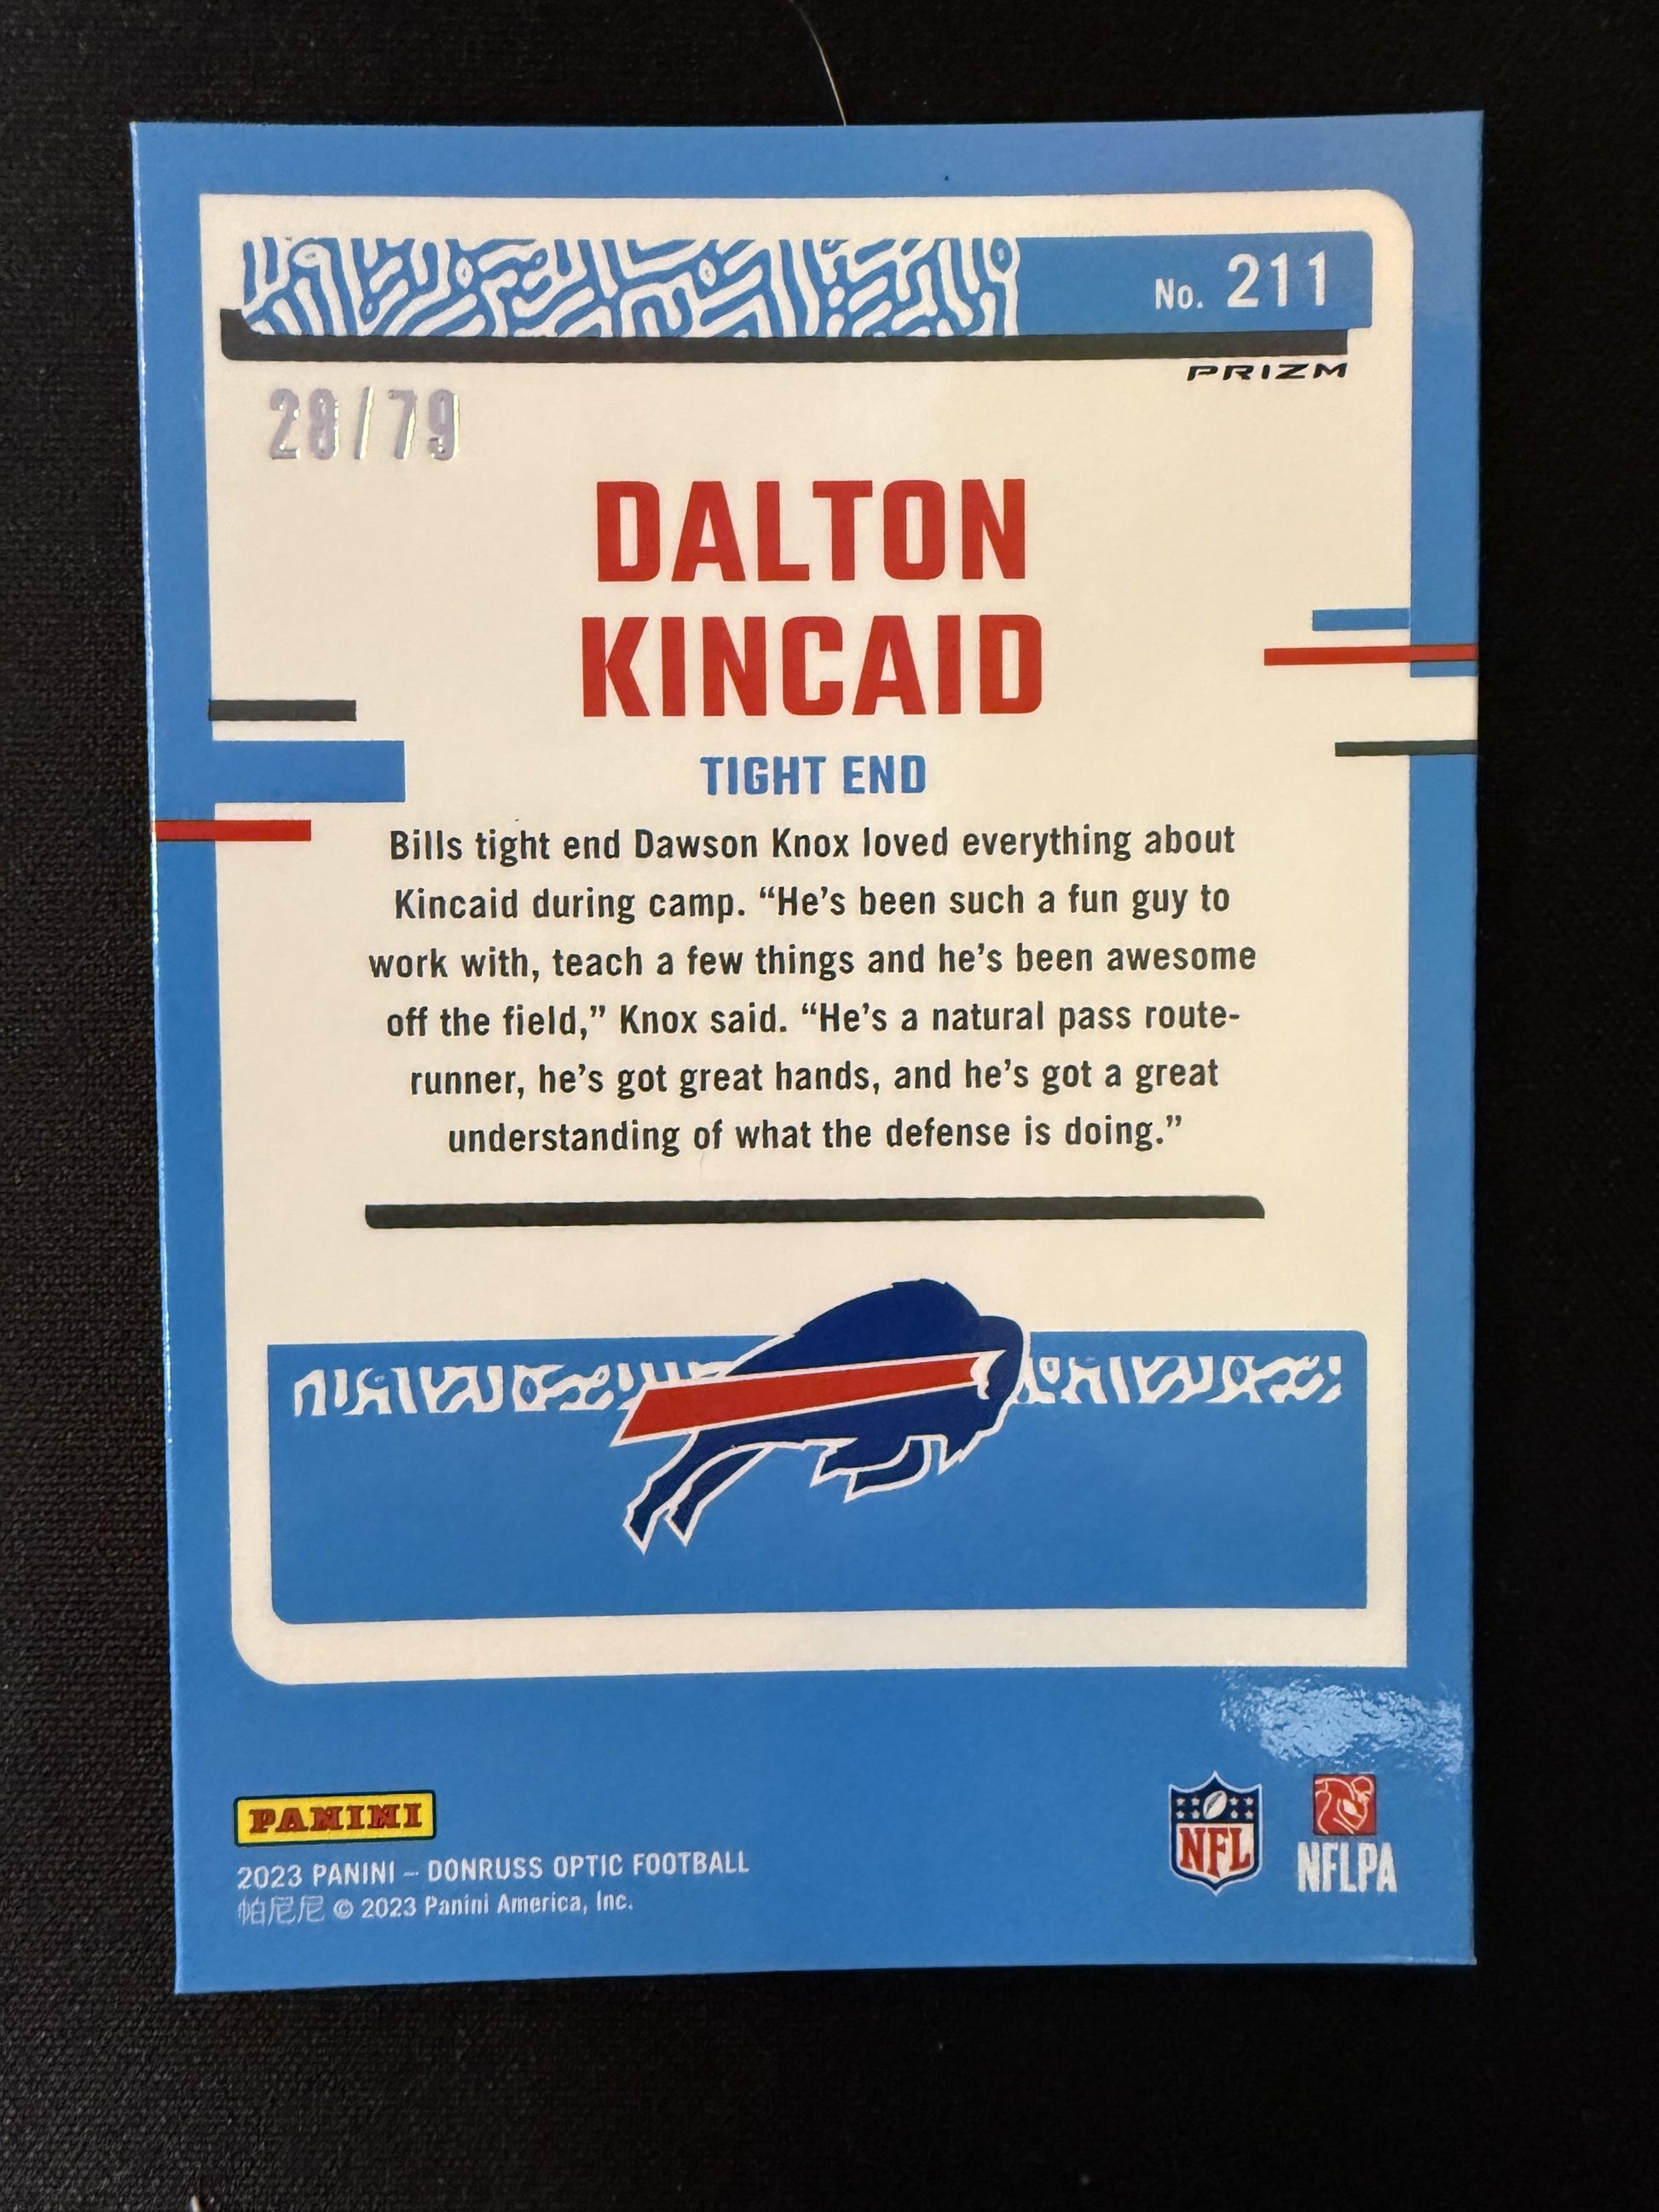 No. 211
PRIZM
28/79
DALTON
KINCAID
TIGHT END
Bills tight end Dawson Knox loved everything about
Kincaid during camp. “He’s been such a fun guy to
work with, teach a few things and he’s been awesome
off the field,” Knox said. “He’s a natural pass route-
runner, he’s got great hands, and he’s got a great
understanding of what the defense is doing.”
PANINI
2023 PANINI – DONRUSS OPTIC FOOTBALL
帕尼尼 © 2023 Panini America, Inc.
NFL
NFLPA